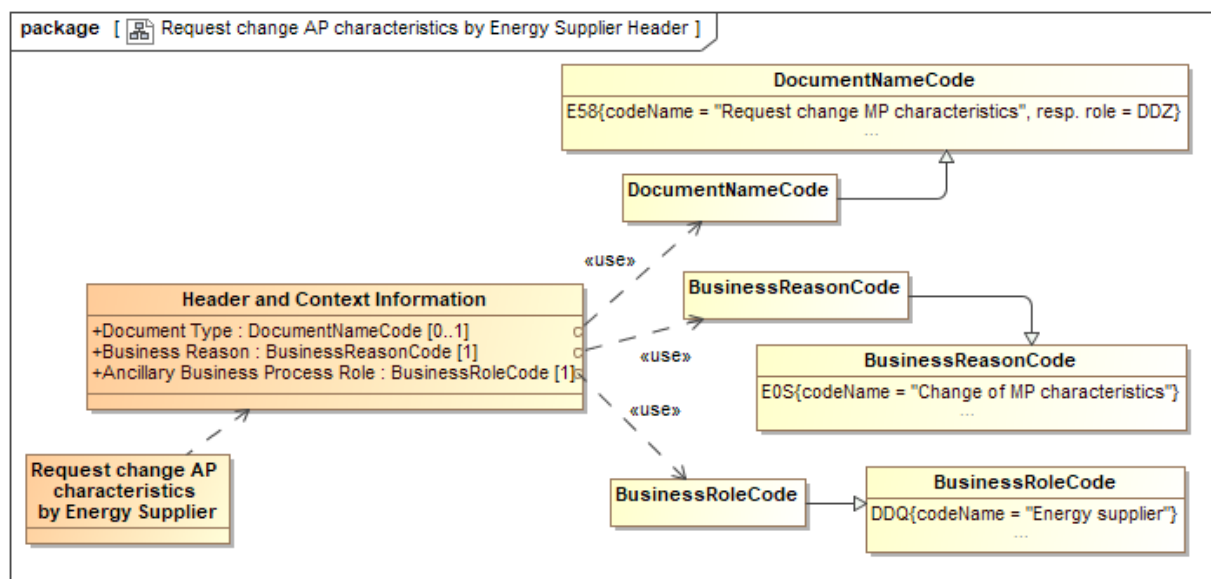 package [ Request change AP characteristics by Energy Supplier Header ]
DocumentNameCode
E58{codeName = "Request change MP characteristics", resp. role = DDZ}
...
DocumentNameCode
«use»
BusinessReasonCode
«use»
Header and Context Information
+Document Type : DocumentNameCode [0..1]
+Business Reason : BusinessReasonCode [1]
+Ancillary Business Process Role : BusinessRoleCode [1]
BusinessReasonCode
E0S{codeName = "Change of MP characteristics"}
...
«use»
Request change AP
characteristics
by Energy Supplier
BusinessRoleCode
BusinessRoleCode
DDQ{codeName = "Energy supplier"}
...